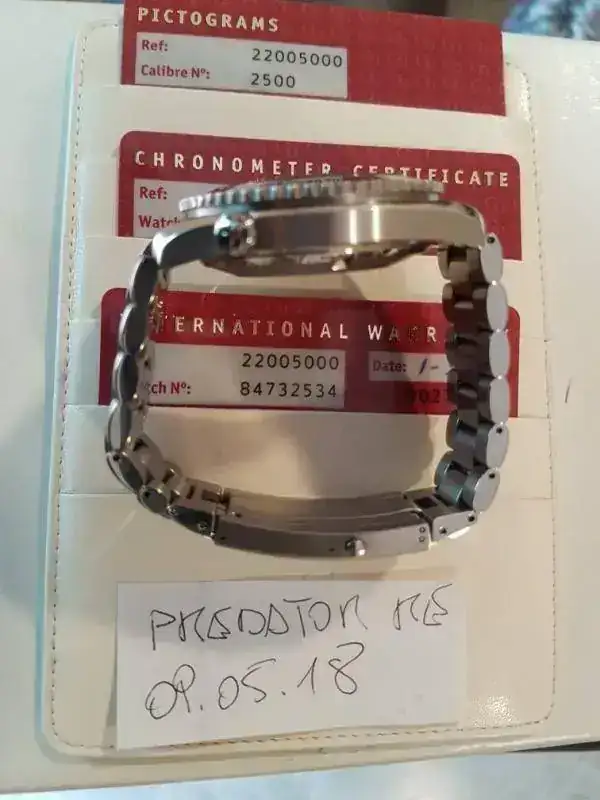 PICTOGRAMS
Ref: 22005000
Calibre Nº: 2500
CHRONOMETER CERTIFICATE
Ref:
Watch
ERNATIONAL WARR
22005000 Date:
tch Nº: 84732534
PREDATOR RE
09.05.18